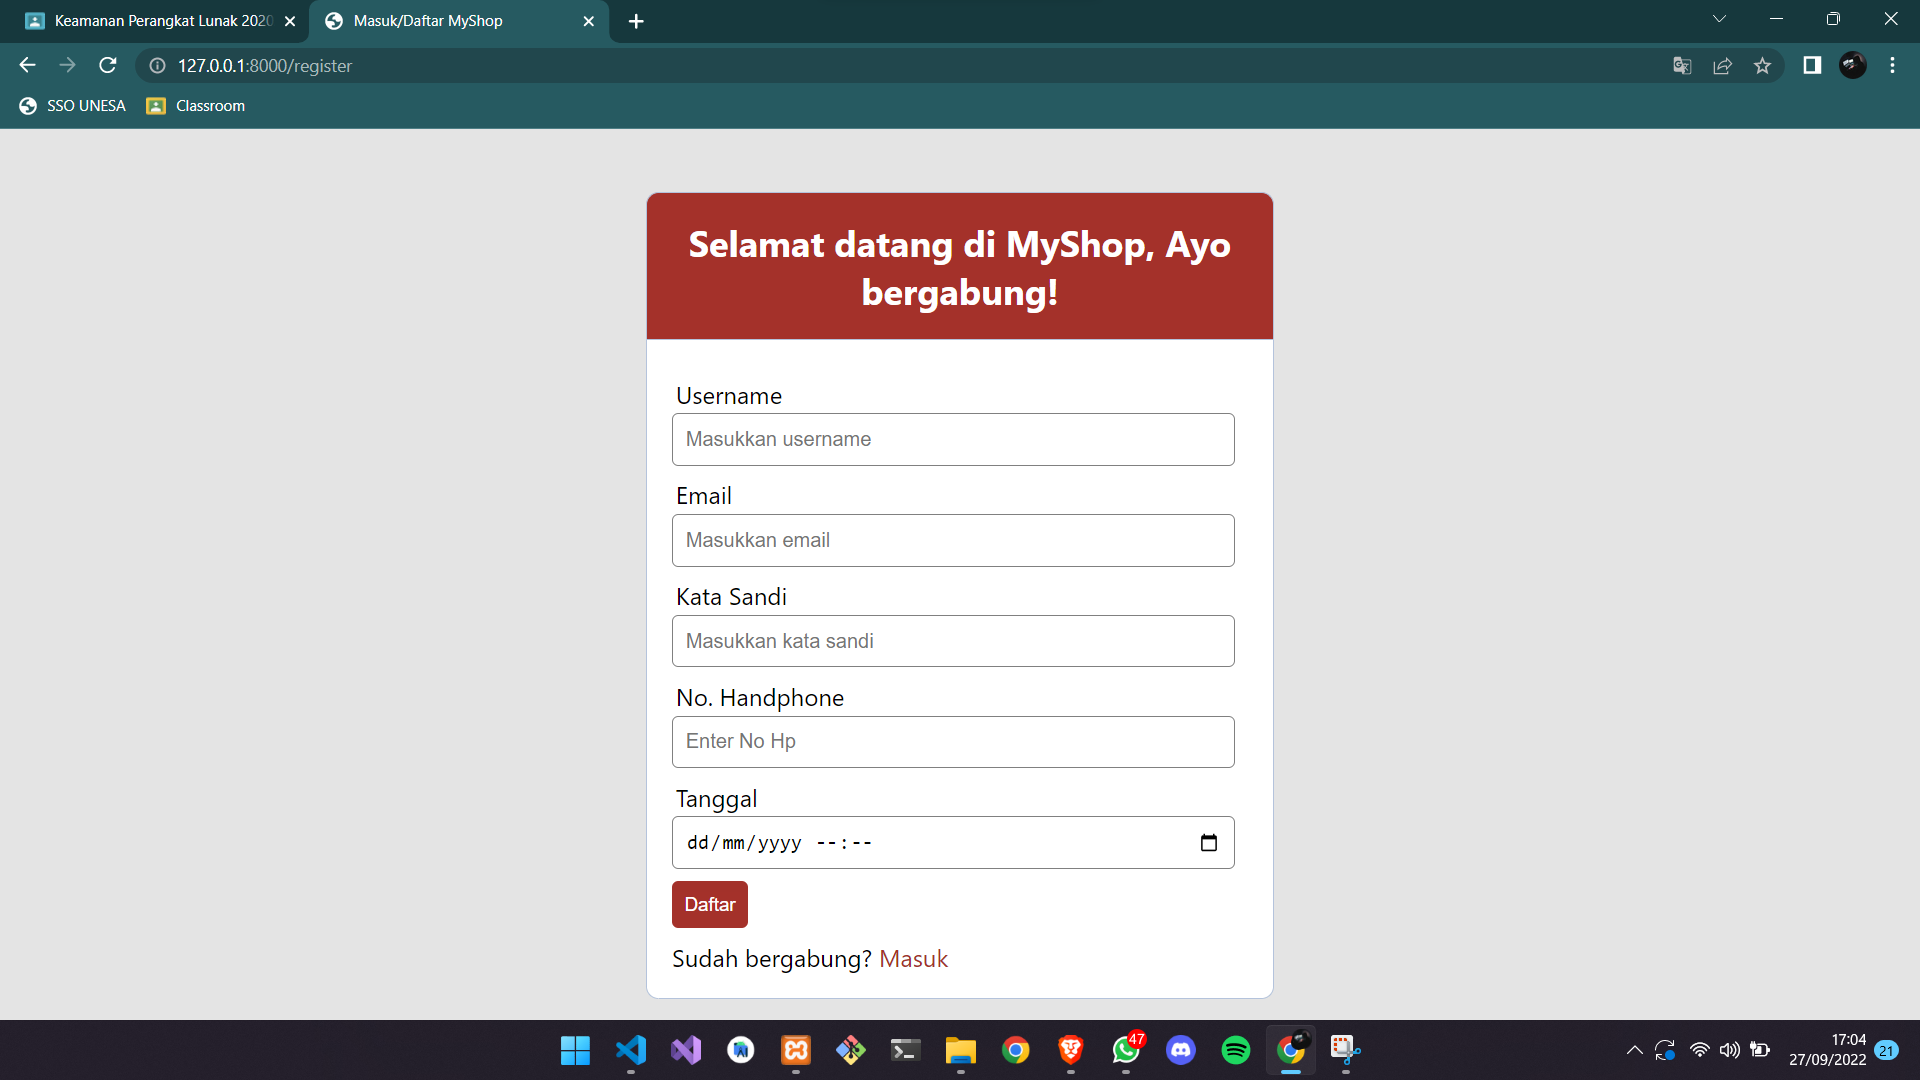 Keamanan Perangkat Lunak 2020
Masuk/Daftar MyShop
127.0.0.1:8000/register
SSO UNESA
Classroom
Selamat datang di MyShop, Ayo
bergabung!
Username
Masukkan username
Email
Masukkan email
Kata Sandi
Masukkan kata sandi
No. Handphone
Enter No Hp
Tanggal
dd/mm/yyyy --:--
Daftar
Sudah bergabung? Masuk
47
17:04
27/09/2022
21